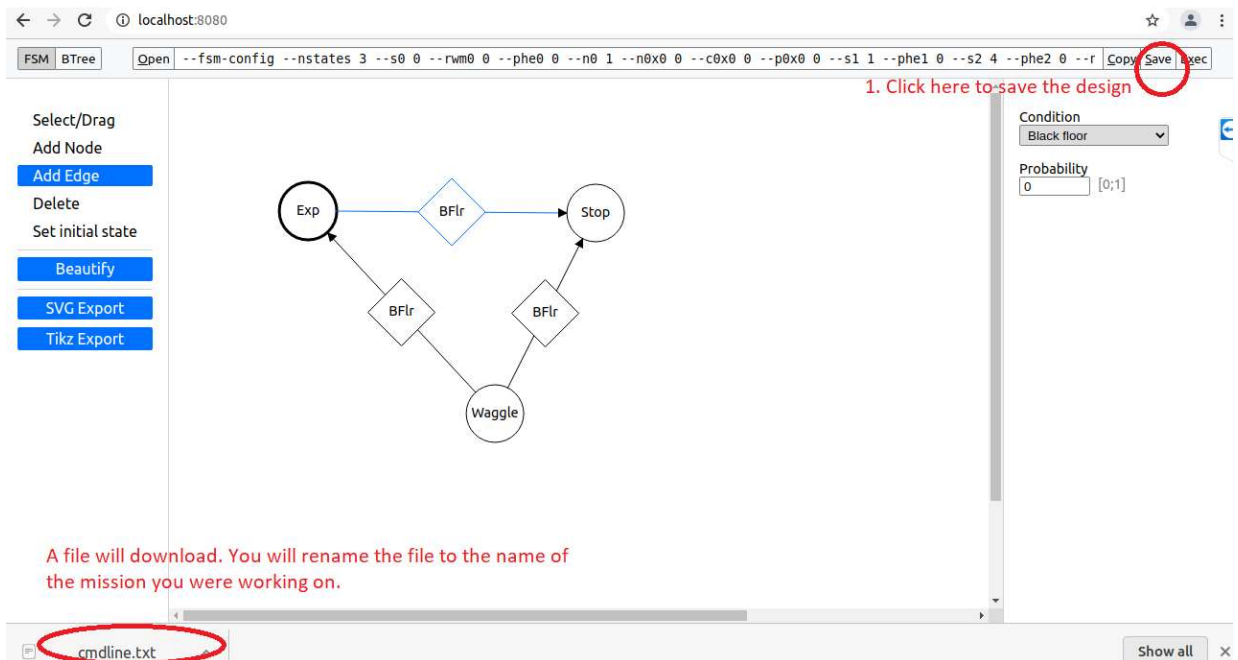 localhost:8080
FSM BTree Open --fsm-config --nstates 3 --s0 0 --rwm0 0 --phe0 0 --n0 1 --n0x0 0 --c0x0 0 --p0x0 0 --s1 1 --phe1 0 --s2 4 --phe2 0 --r Copy Save Exec
1. Click here to save the design
Select/Drag
Add Node
Add Edge
Delete
Set initial state
Beautify
SVG Export
Tikz Export
Exp
BFlr
Stop
BFlr
BFlr
Waggle
Condition
Black floor
Probability
0 [0;1]
A file will download. You will rename the file to the name of
the mission you were working on.
cmdline.txt
Show all